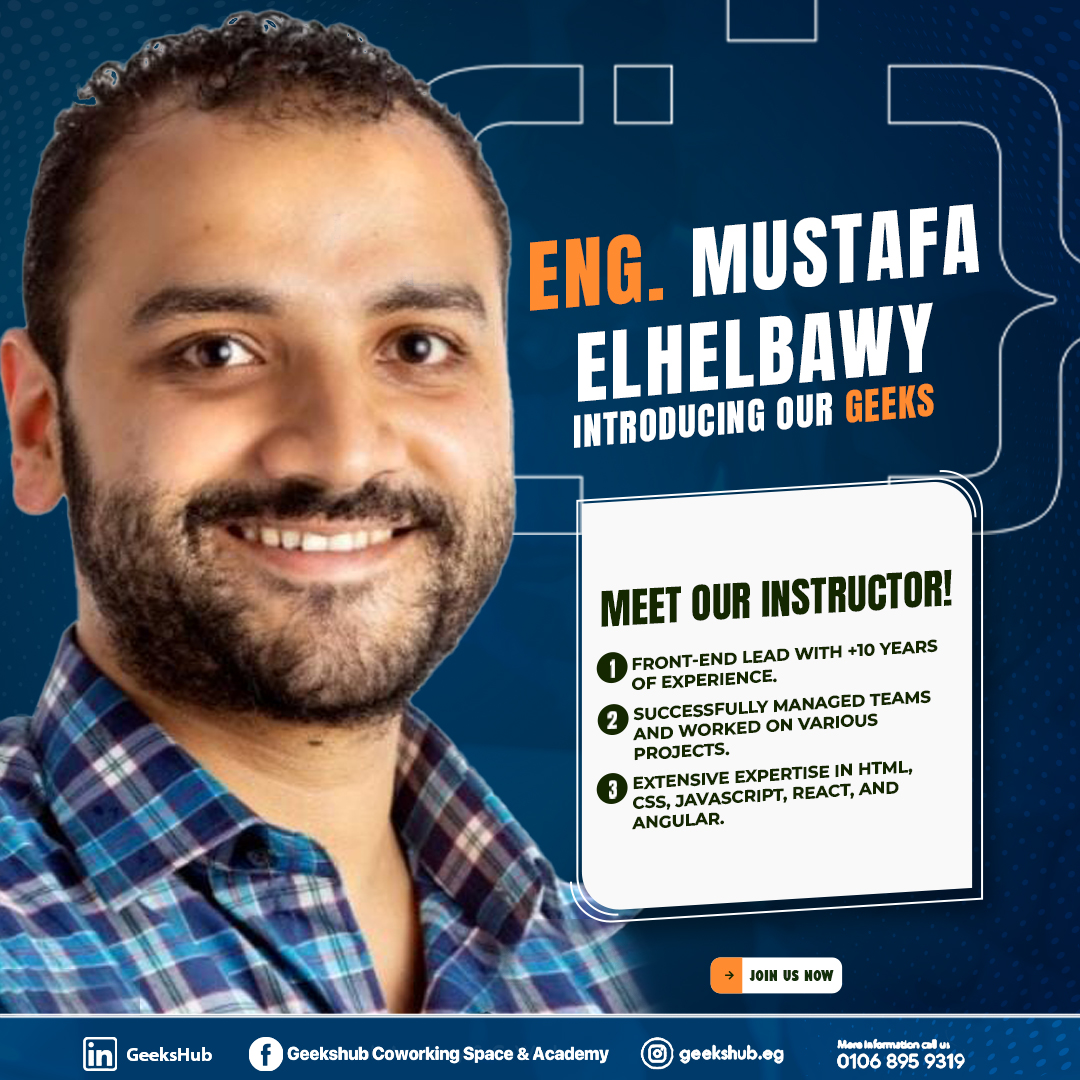 ENG. MUSTAFA
ELHELBAWY
INTRODUCING OUR GEEKS
MEET OUR INSTRUCTOR!
1 FRONT-END LEAD WITH +10 YEARS
OF EXPERIENCE.
2 SUCCESSFULLY MANAGED TEAMS
AND WORKED ON VARIOUS
PROJECTS.
3 EXTENSIVE EXPERTISE IN HTML,
CSS, JAVASCRIPT, REACT, AND
ANGULAR.
JOIN US NOW
in GeeksHub
f Geekshub Coworking Space & Academy
geekshub.eg
More information call us
0106 895 9319